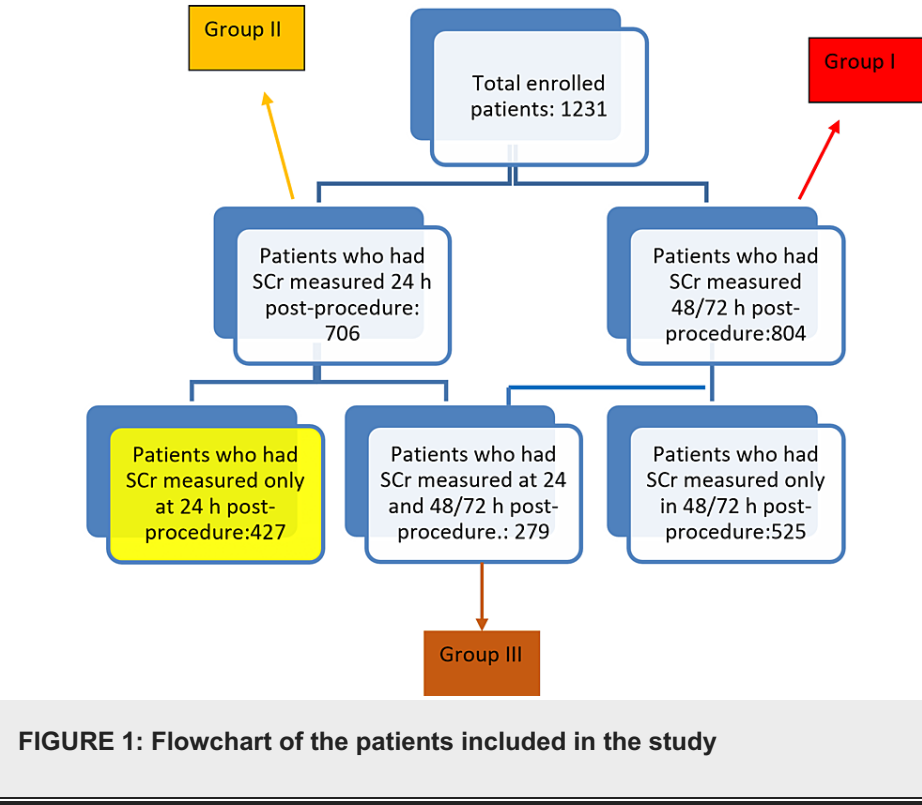 Group II
Group I
Total enrolled
patients: 1231
Patients who had
SCr measured 24 h
post-procedure:
706
Patients who had
SCr measured
48/72 h post-
procedure:804
Patients who had
SCr measured only
at 24 h post-
procedure:427
Patients who had
SCr measured at 24
and 48/72 h post-
procedure.: 279
Patients who had
SCr measured only
in 48/72 h post-
procedure:525
Group III
FIGURE 1: Flowchart of the patients included in the study